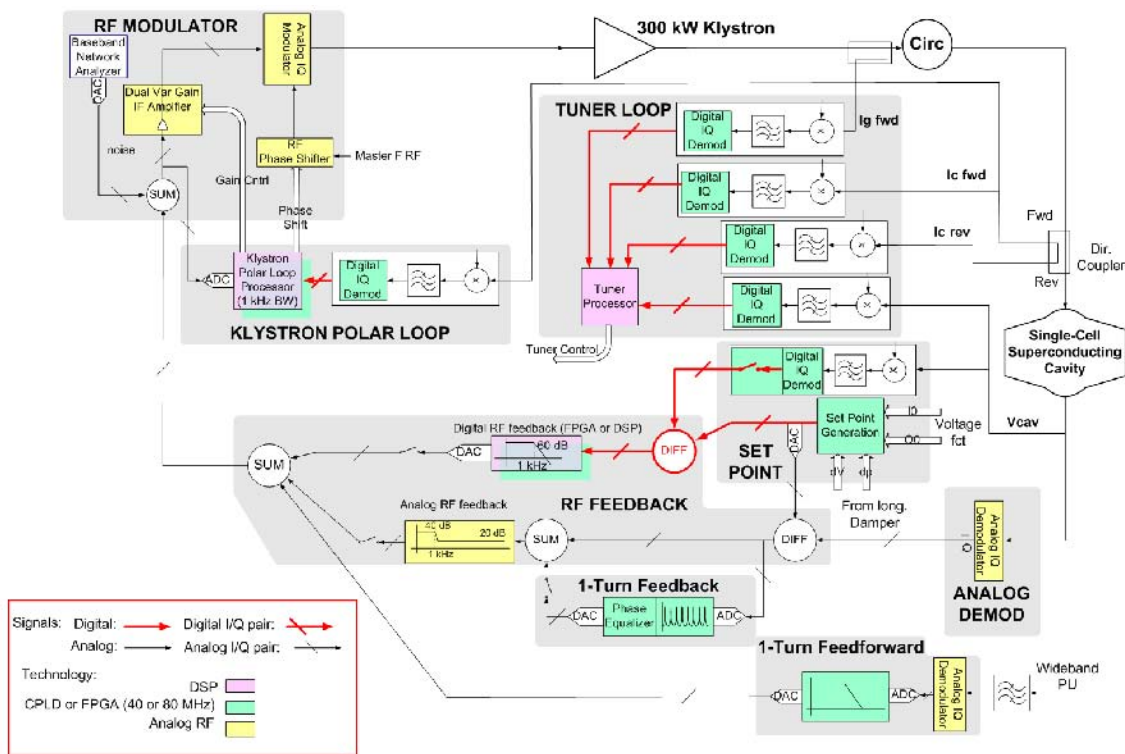 RF MODULATOR
Baseband
Network
Analyzer
DAC
Dual Var Gain
IF Ampifier
noise
SUM
Analog IQ
Modulator
RF
Phase Shifter
Master F RF
Gain Cntrl
Phase
Shift
300 kW Klystron
Circ
TUNER LOOP
Digital
IQ
Demod
X
Ig fwd
Digital
IQ
Demod
X
Ic fwd
Digital
IQ
Demod
X
Ic rev
Digital
IQ
Demod
X
Tuner
Processor
Tuner Control
Fwd
Dir.
Coupler
Rev
ADC
Klystron
Polar Loop
Processor
(1 kHz BW)
Digital
IQ
Demod
X
KLYSTRON POLAR LOOP
Single-Cell
Superconducting
Cavity
Vcav
Digital
IQ
Demod
X
Set Point
Generation
Voltage
fct
DAC
SET
POINT
dV
dp
From long.
Damper
Digital RF feedback (FPGA or DSP)
DIFF
DAC
60 dB
1 kHz
SUM
RF FEEDBACK
Analog RF feedback
40 dB
20 dB
1 kHz
SUM
DIFF
Analog IQ
Demodulator
ANALOG
DEMOD
1-Turn Feedback
DAC
Phase
Equalizer
ADC
1-Turn Feedforward
DAC
ADC
Analog IQ
Demodulator
Wideband
PU
Signals: Digital: Digital I/Q pair:
Analog: Analog I/Q pair:
Technology:
DSP
CPLD or FPGA (40 or 80 MHz)
Analog RF